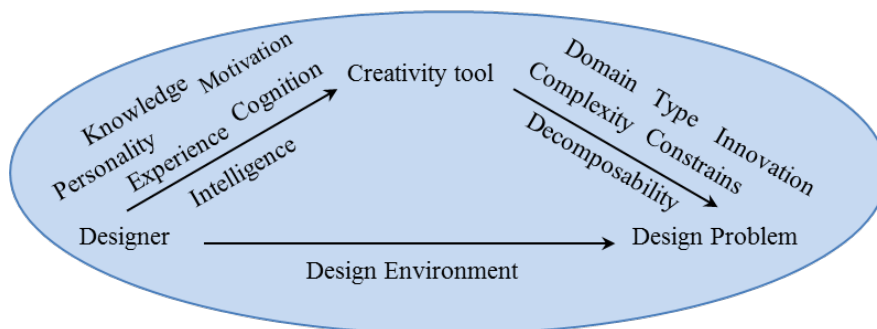 Knowledge Motivation
Personality
Experience Cognition
Intelligence
Creativity tool
Domain Type Innovation
Complexity Constrains
Decomposability
Designer
Design Problem
Design Environment